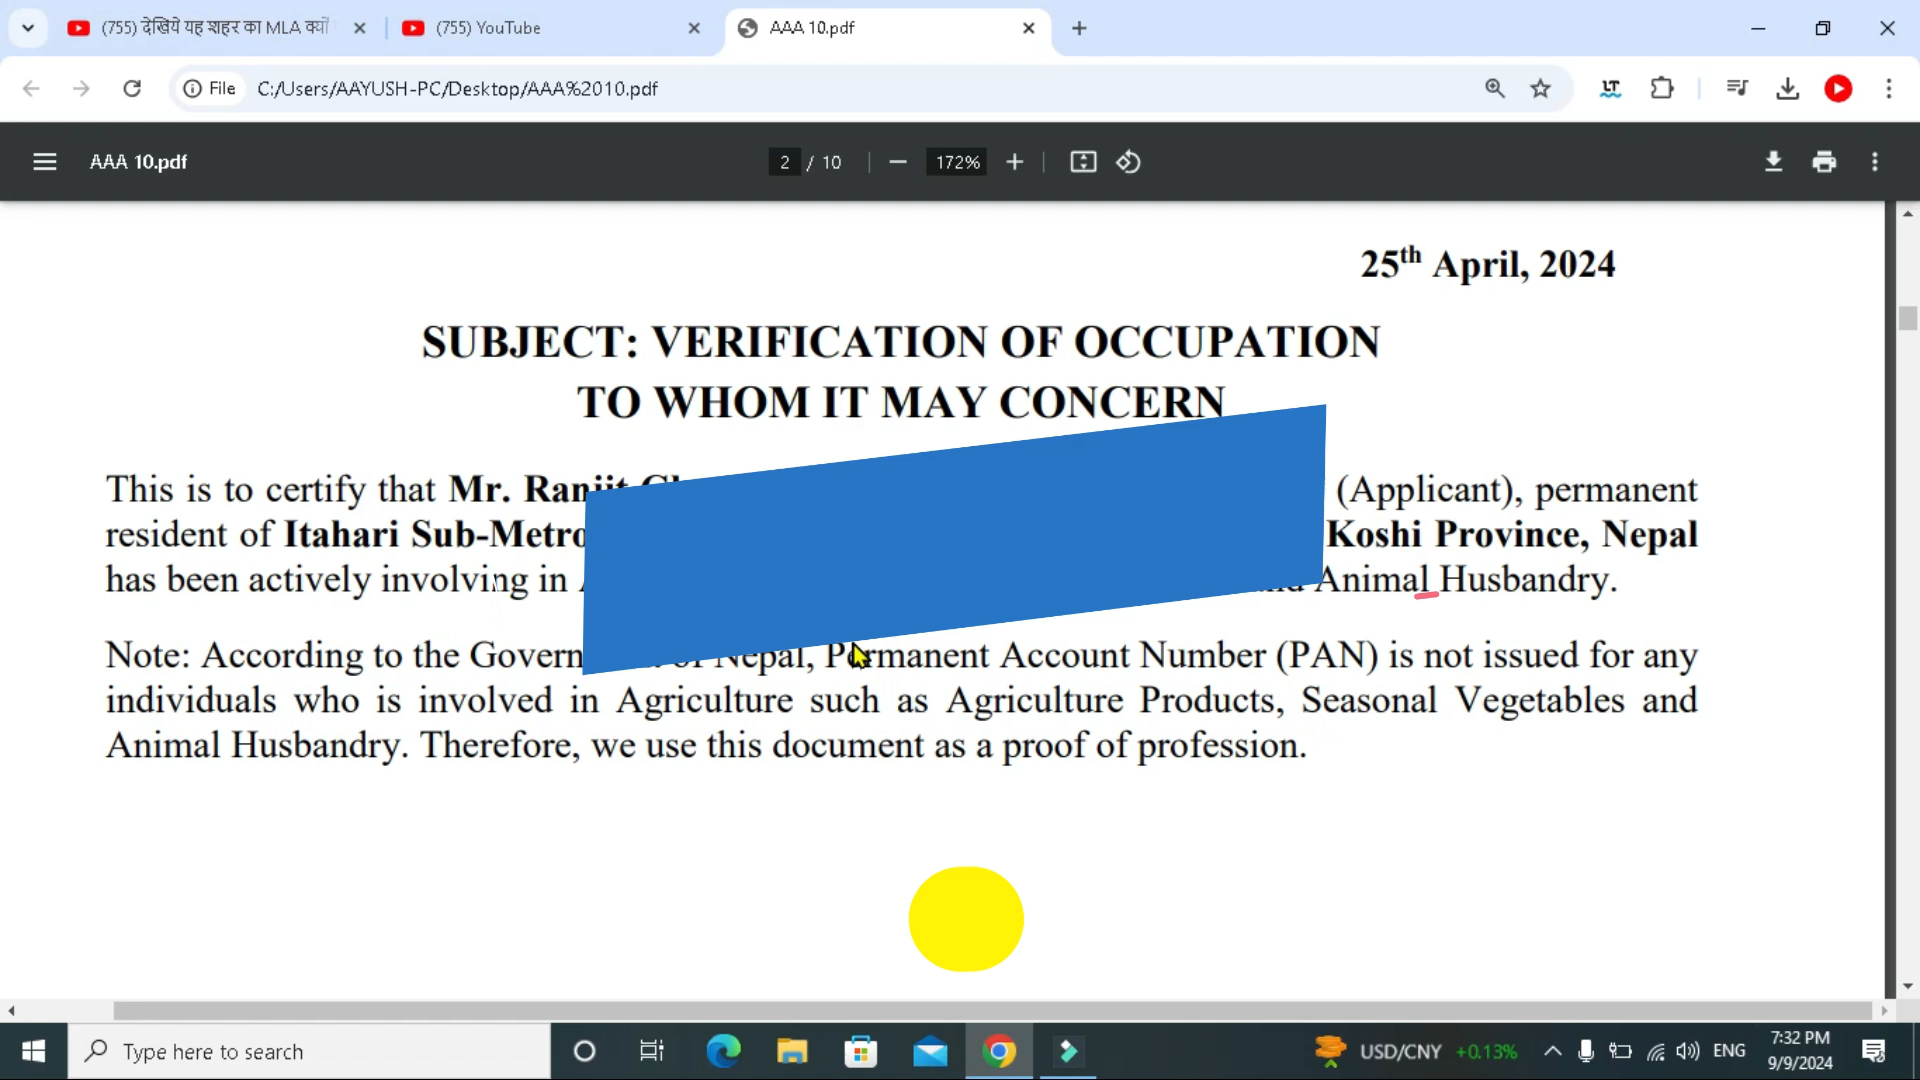 (755) देखिये यह शहर का MLA क्यों
(755) YouTube
AAA 10.pdf
File
C:/Users/AAYUSH-PC/Desktop/AAA%2010.pdf
AAA 10.pdf
2 / 10
172%
25th April, 2024
SUBJECT: VERIFICATION OF OCCUPATION
TO WHOM IT MAY CONCERN
This is to certify that Mr. Ranjit (Applicant), permanent
resident of Itahari Sub-Metro Koshi Province, Nepal
has been actively involving in Animal Husbandry.
Note: According to the Govern of Nepal, Permanent Account Number (PAN) is not issued for any
individuals who is involved in Agriculture such as Agriculture Products, Seasonal Vegetables and
Animal Husbandry. Therefore, we use this document as a proof of profession.
Type here to search
USD/CNY +0.13%
ENG
7:32 PM
9/9/2024